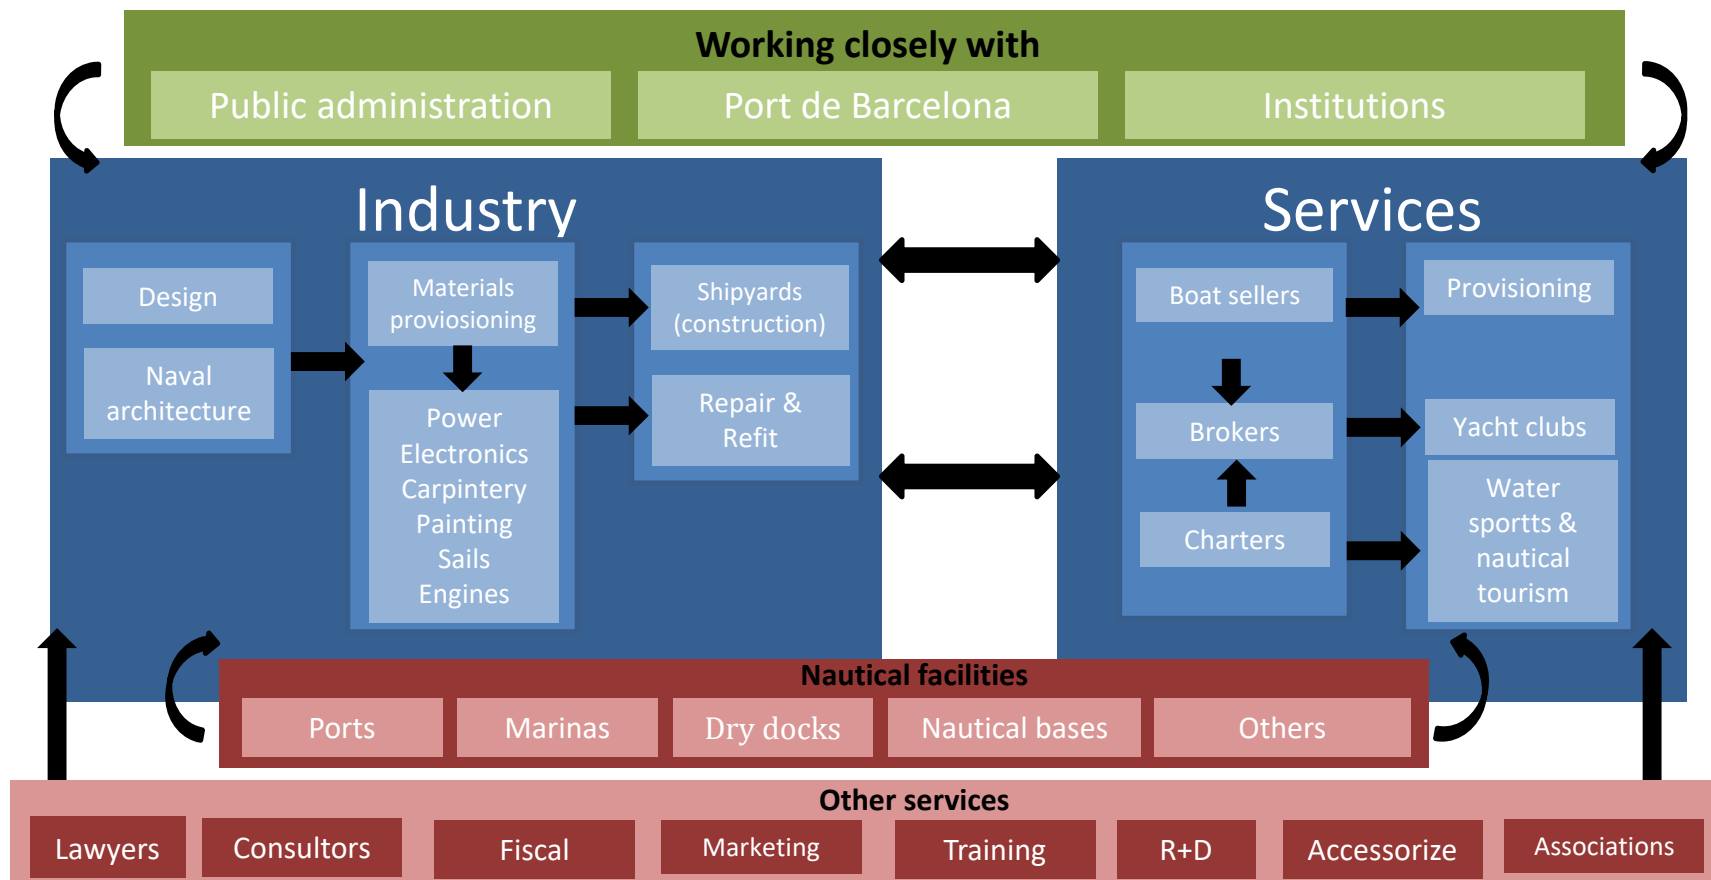 Working closely with
Public administration
Port de Barcelona
Institutions
Industry
Design
Naval
architecture
Materials
proviosioning
Power
Electronics
Carpintery
Painting
Sails
Engines
Shipyards
(construction)
Repair &
Refit
Services
Boat sellers
Brokers
Charters
Provisioning
Yacht clubs
Water
sportts &
nautical
tourism
Nautical facilities
Ports
Marinas
Dry docks
Nautical bases
Others
Other services
Lawyers
Consultors
Fiscal
Marketing
Training
R+D
Accessorize
Associations